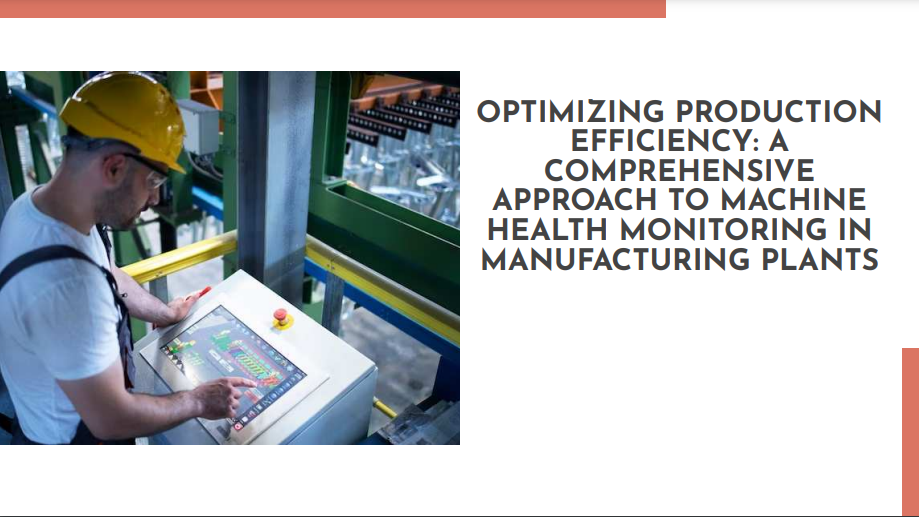 OPTIMIZING PRODUCTION
EFFICIENCY: A
COMPREHENSIVE
APPROACH TO MACHINE
HEALTH MONITORING IN
MANUFACTURING PLANTS